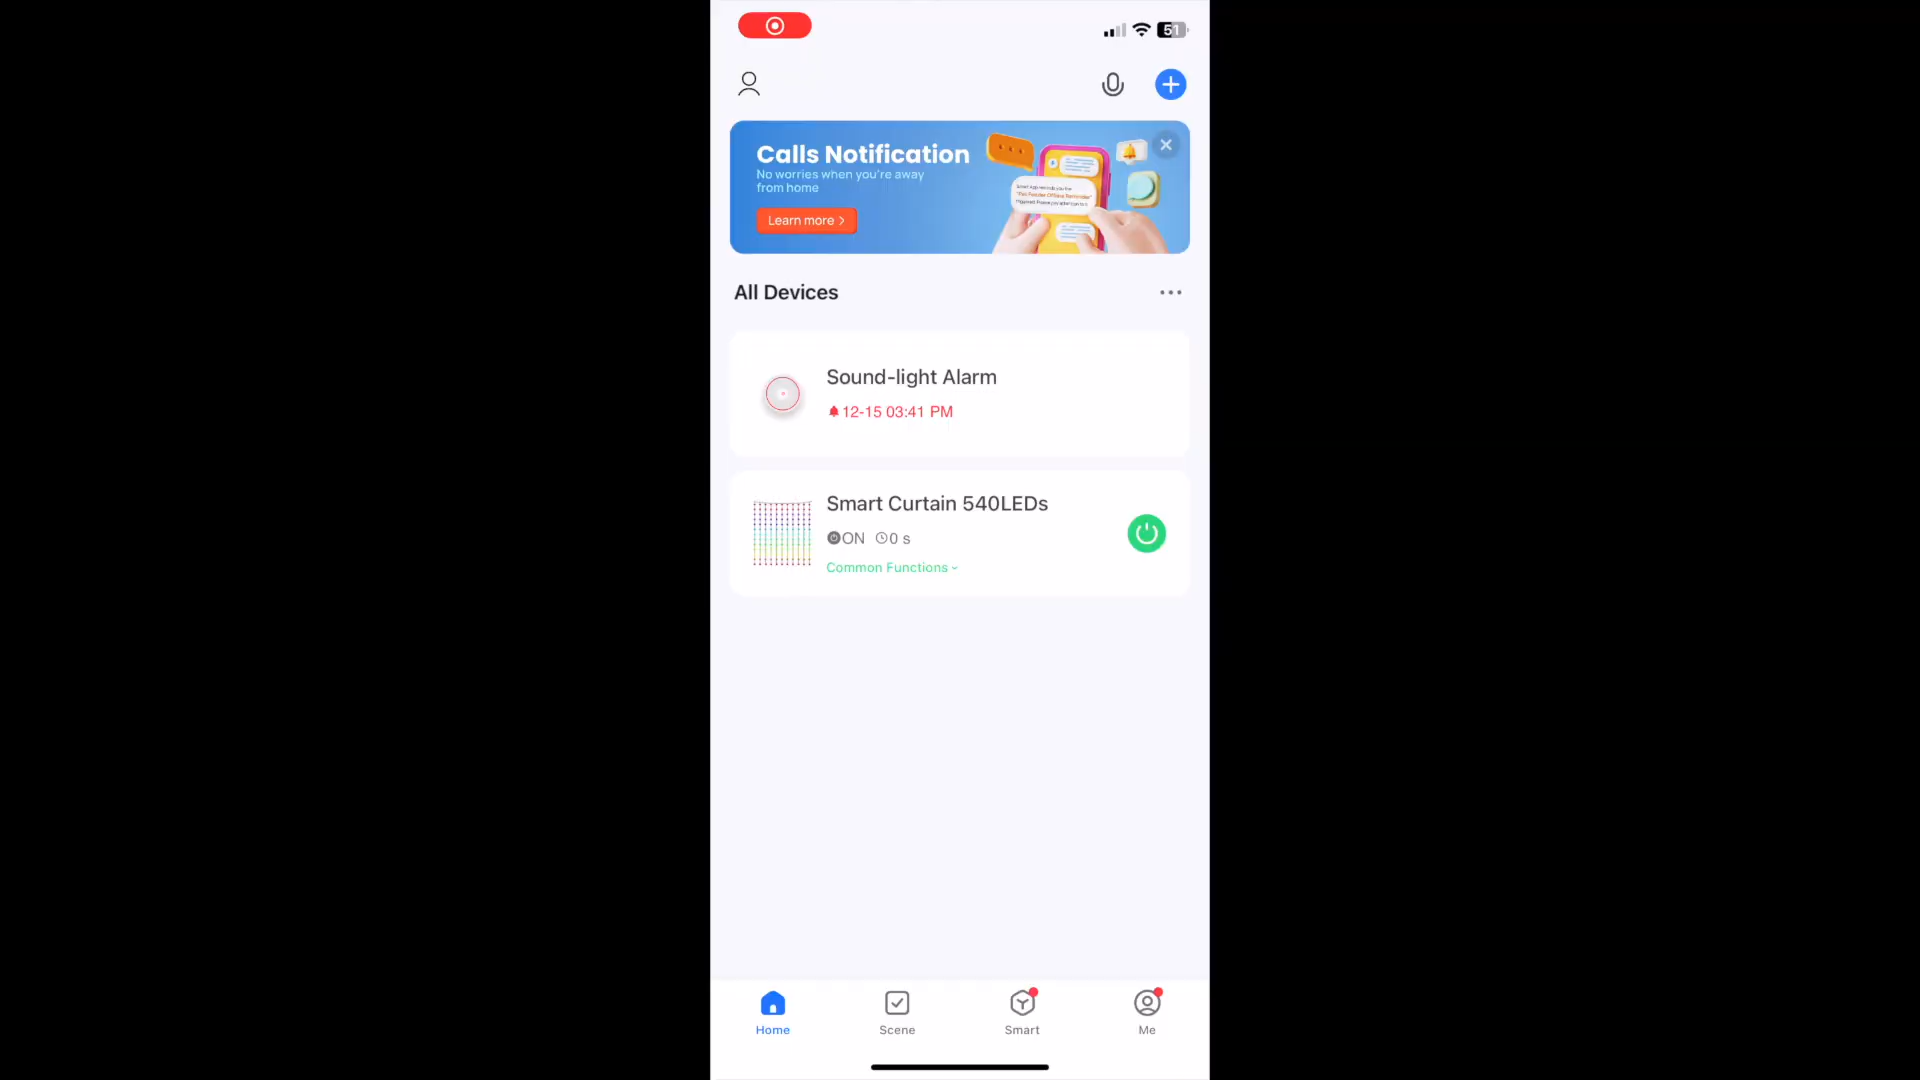 51
Calls Notification
No worries when you're away
from home
Learn more >
All Devices
Sound-light Alarm
12-15 03:41 PM
Smart Curtain 540LEDs
ON 0 s
Common Functions
Home
Scene
Smart
Me